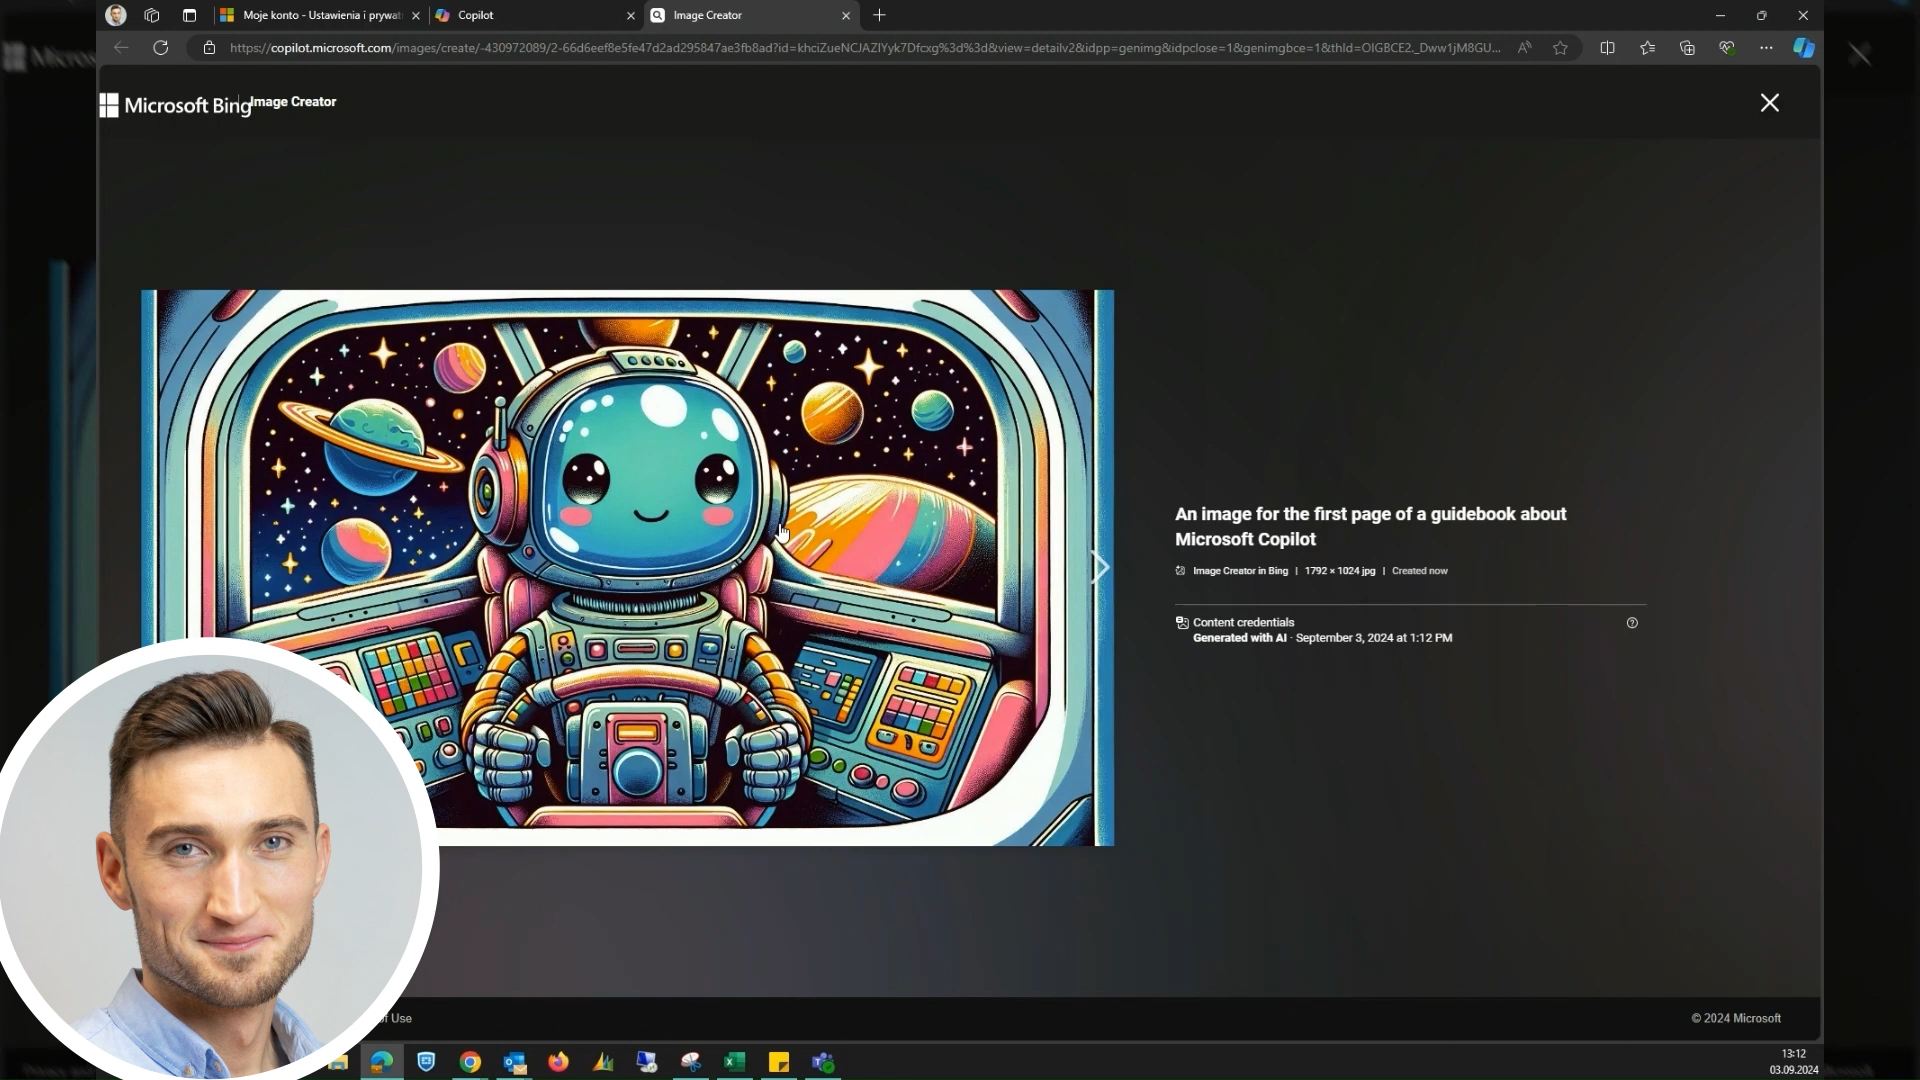 Moje konto - Ustawienia i prywat
Copilot
Image Creator
https://copilot.microsoft.com/images/create/-430972089/2-66d6eef8e5fe47d2ad295847ae3fb8ad?id=khciZueNCJAZIYyk7Dfcxg%3d%3d&view=detailv2&idpp=genimg&idpclose=1&genimgbce=1&thId=OIGBCE2._Dww1jM8GU...
Microsoft Bing
Image Creator
An image for the first page of a guidebook about
Microsoft Copilot
Image Creator in Bing | 1792 × 1024 jpg | Created now
Content credentials
Generated with AI · September 3, 2024 at 1:12 PM
of Use
© 2024 Microsoft
13:12
03.09.2024